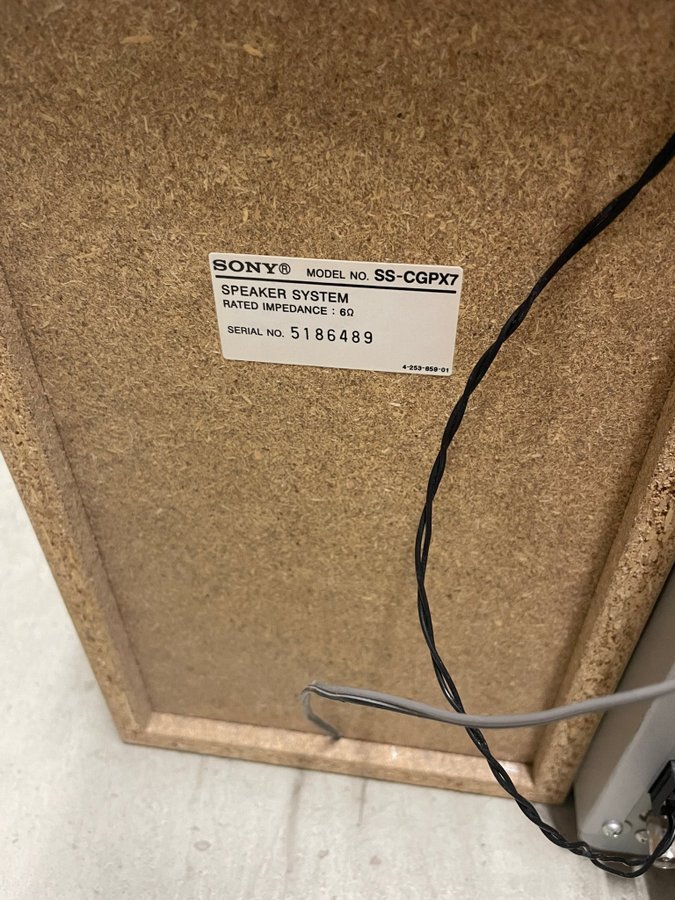 SONY® MODEL NO. SS-CGPX7
SPEAKER SYSTEM
RATED IMPEDANCE : 6Ω
SERIAL NO. 5186489
4-253-859-01